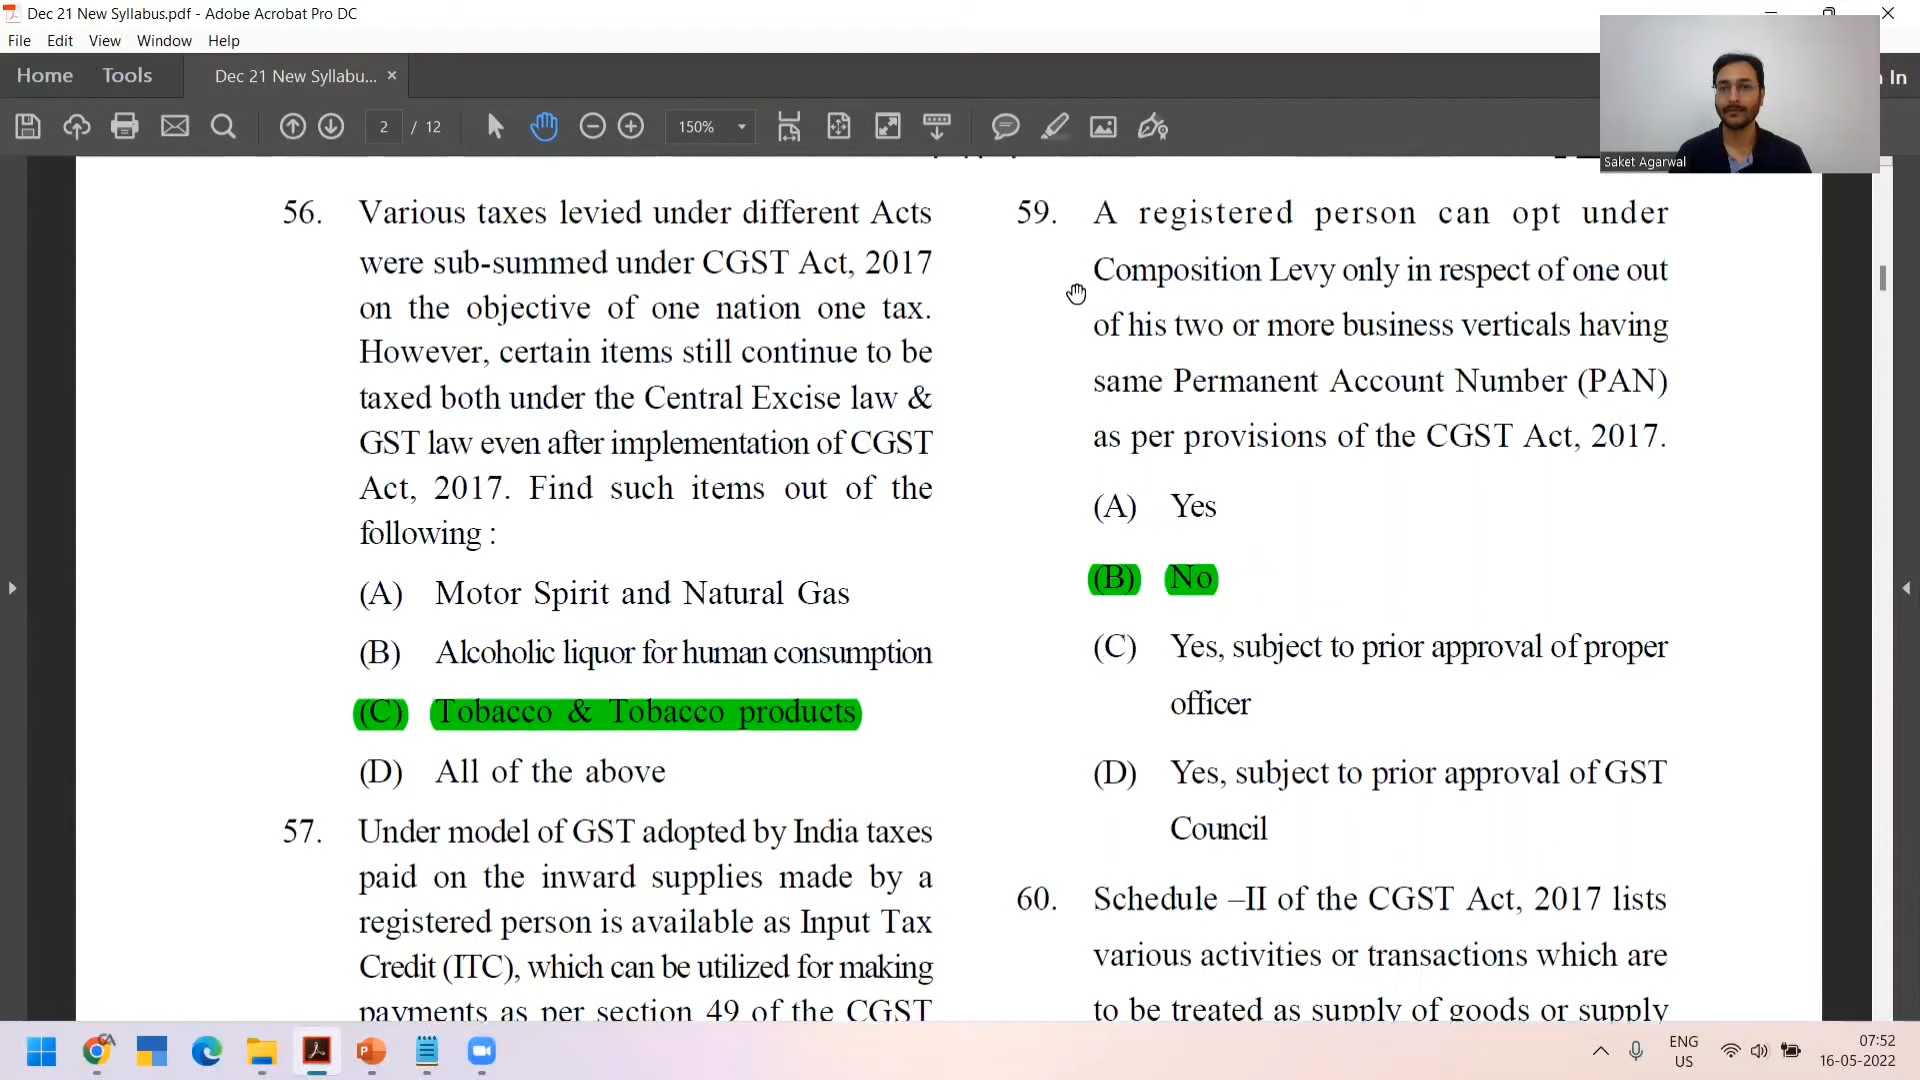 Dec 21 New Syllabus.pdf - Adobe Acrobat Pro DC
File Edit View Window Help
Home Tools Dec 21 New Syllabu... × In
2 / 12 150%
Saket Agarwal
56. Various taxes levied under different Acts
were sub-summed under CGST Act, 2017
on the objective of one nation one tax.
However, certain items still continue to be
taxed both under the Central Excise law &
GST law even after implementation of CGST
Act, 2017. Find such items out of the
following :
(A) Motor Spirit and Natural Gas
(B) Alcoholic liquor for human consumption
(C) Tobacco & Tobacco products
(D) All of the above
57. Under model of GST adopted by India taxes
paid on the inward supplies made by a
registered person is available as Input Tax
Credit (ITC), which can be utilized for making
payments as per section 49 of the CGST
59. A registered person can opt under
Composition Levy only in respect of one out
of his two or more business verticals having
same Permanent Account Number (PAN)
as per provisions of the CGST Act, 2017.
(A) Yes
(B) No
(C) Yes, subject to prior approval of proper
officer
(D) Yes, subject to prior approval of GST
Council
60. Schedule –II of the CGST Act, 2017 lists
various activities or transactions which are
to be treated as supply of goods or supply
ENG
US
07:52
16-05-2022